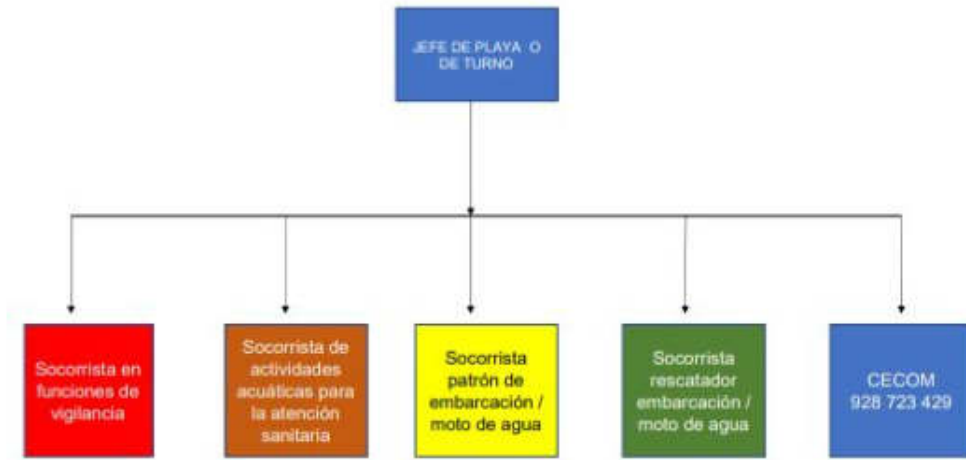 JEFE DE PLAYA O
DE TURNO
Socorrista en
funciones de
vigilancia
Socorrista de
actividades
acuáticas para
la atención
sanitaria
Socorrista
patrón de
embarcación /
moto de agua
Socorrista
rescatador
embarcación /
moto de agua
CECOM
928 723 429